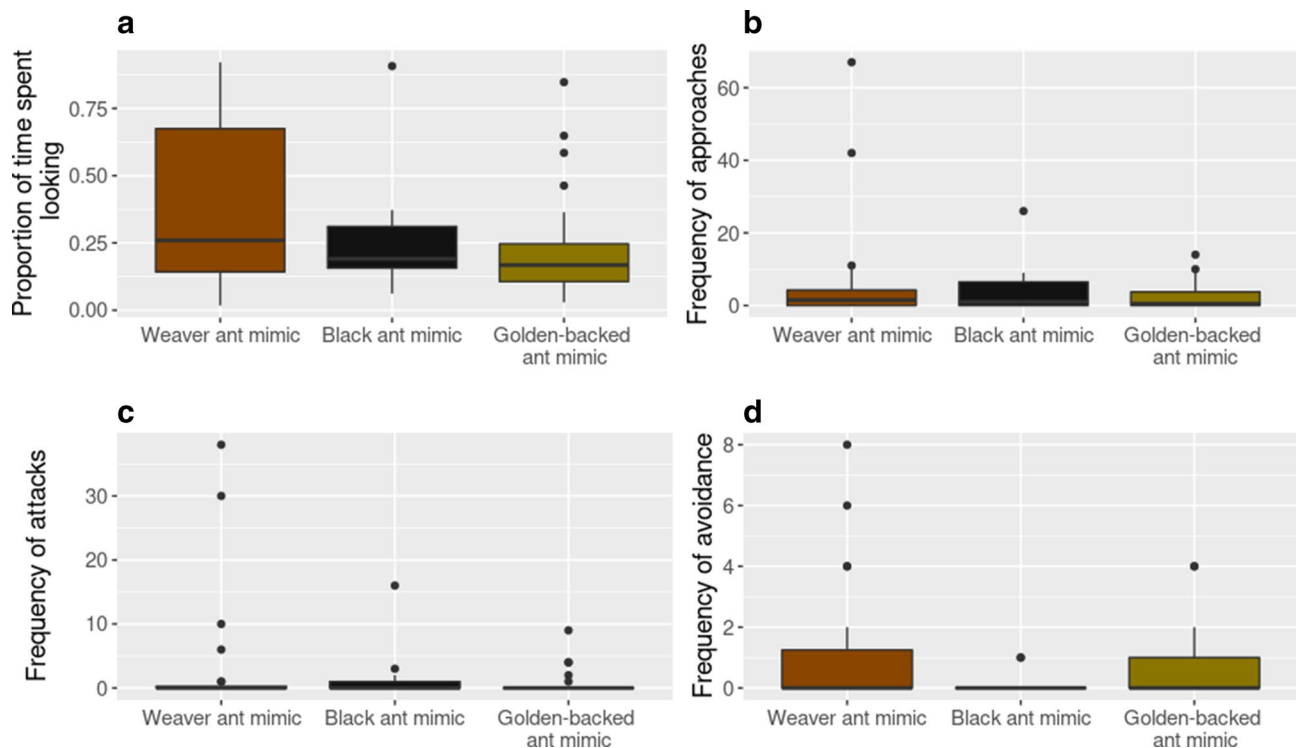 a
Proportion of time spent
looking
0.75
0.50
0.25
0.00
Weaver ant mimic
Black ant mimic
Golden-backed
ant mimic
b
Frequency of approaches
60
40
20
0
Weaver ant mimic
Black ant mimic
Golden-backed
ant mimic
c
Frequency of attacks
30
20
10
0
Weaver ant mimic
Black ant mimic
Golden-backed
ant mimic
d
Frequency of avoidance
8
6
4
2
0
Weaver ant mimic
Black ant mimic
Golden-backed
ant mimic